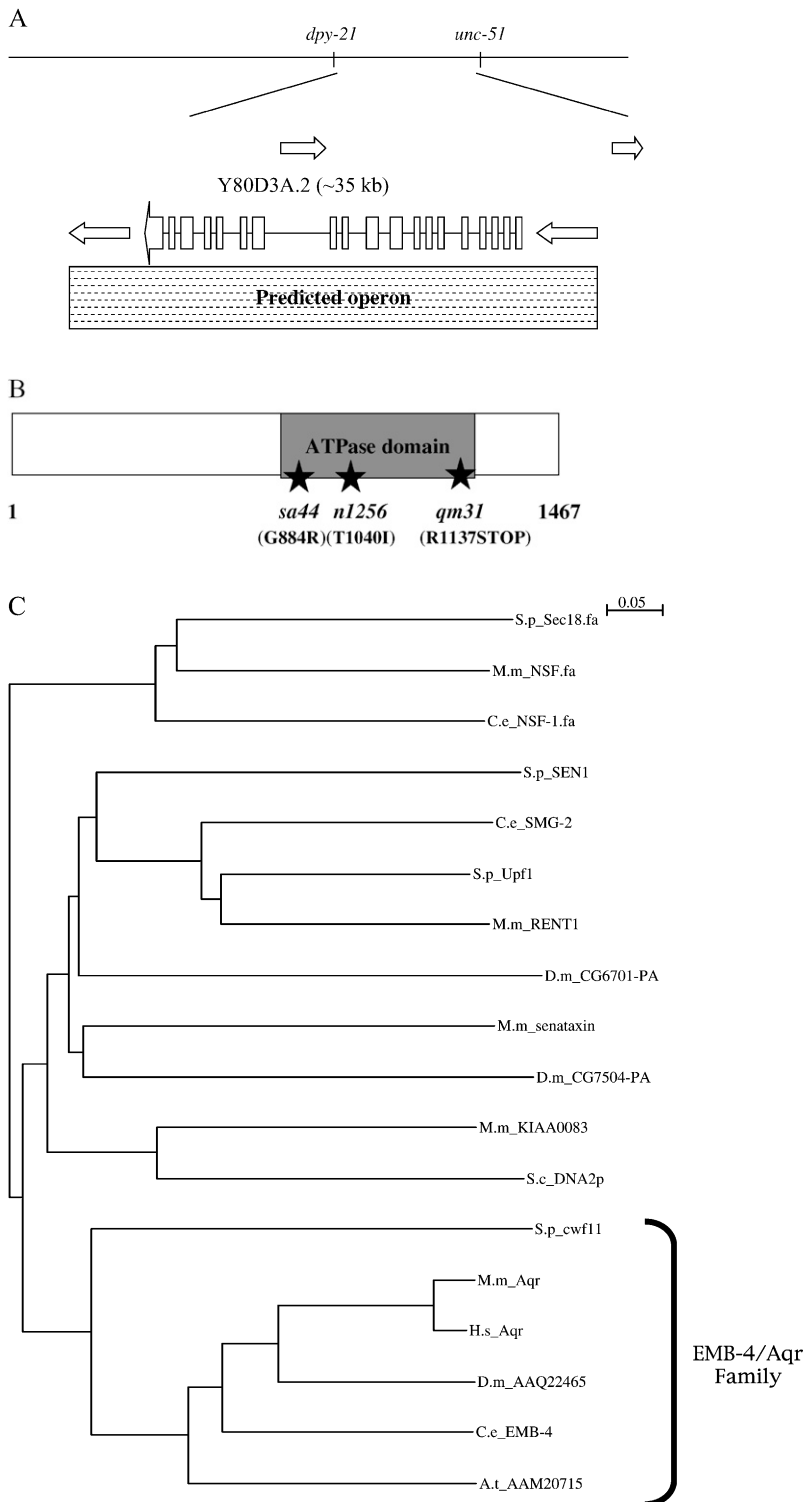 A
dpy-21 unc-51
Y80D3A.2 (~35 kb)
Predicted operon
B
ATPase domain
sa44 n1256 qm31
1 1467
(G884R)(T1040I) (R1137STOP)
C
0.05
S.p_Sec18.fa
M.m_NSF.fa
C.e_NSF-1.fa
S.p_SEN1
C.e_SMG-2
S.p_Upf1
M.m_RENT1
D.m_CG6701-PA
M.m_senataxin
D.m_CG7504-PA
M.m_KIAA0083
S.c_DNA2p
S.p_cwf11
M.m_Aqr
H.s_Aqr
D.m_AAQ22465
C.e_EMB-4
A.t_AAM20715
EMB-4/Aqr
Family